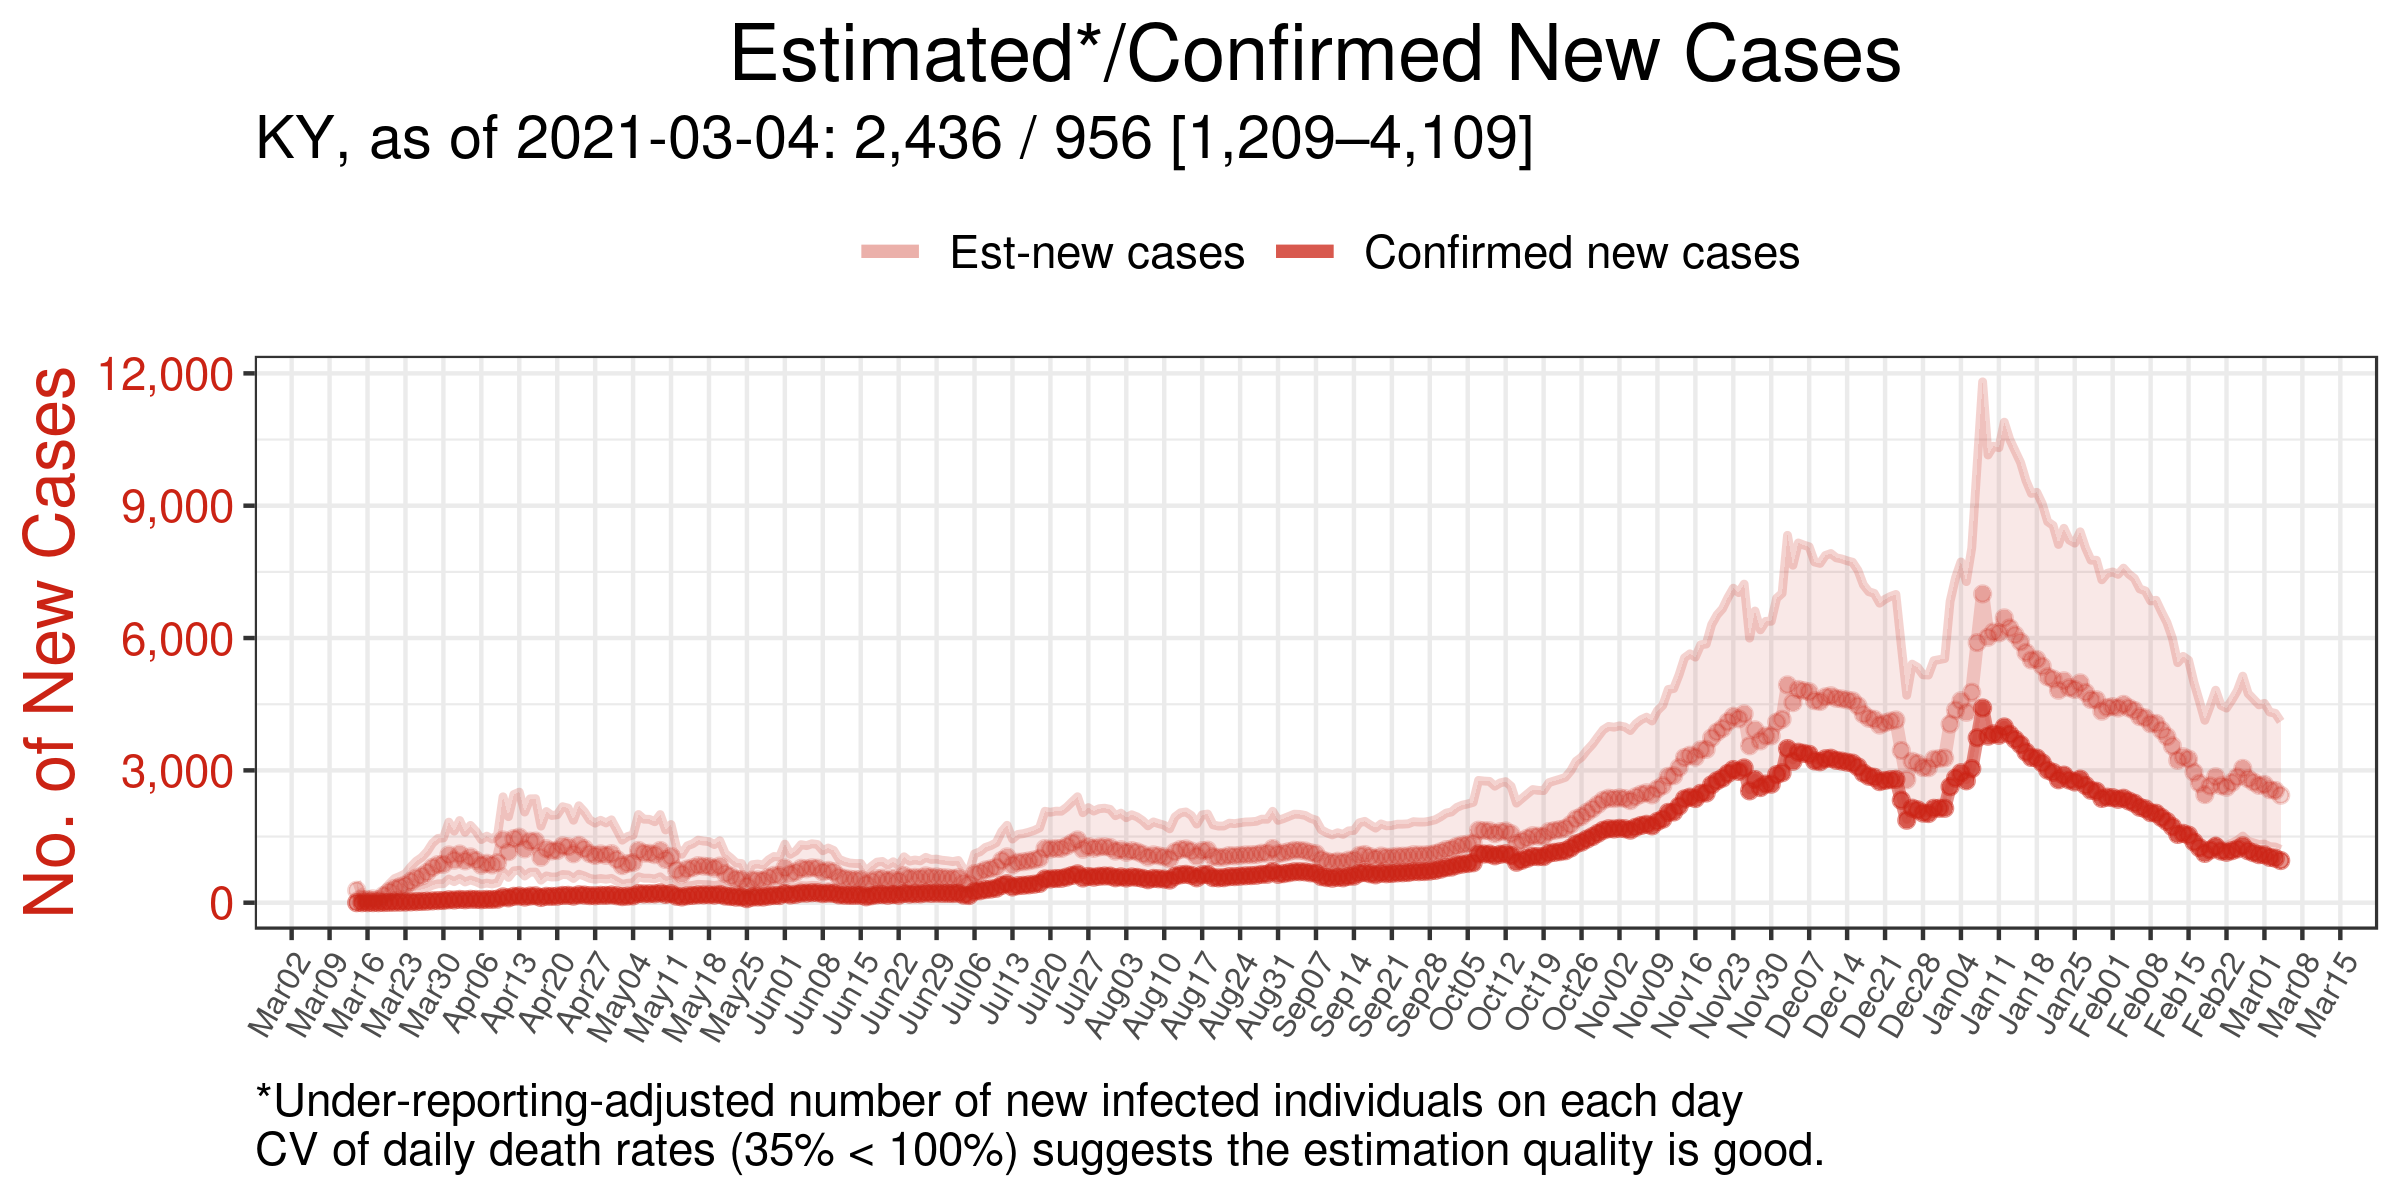 Estimated*/Confirmed New Cases
KY, as of 2021-03-04: 2,436 / 956 [1,209–4,109]
Est-new cases
Confirmed new cases
No. of New Cases
12,000
9,000
6,000
3,000
0
Mar02
Mar09
Mar16
Mar23
Mar30
Apr06
Apr13
Apr20
Apr27
May04
May11
May18
May25
Jun01
Jun08
Jun15
Jun22
Jun29
Jul06
Jul13
Jul20
Jul27
Aug03
Aug10
Aug17
Aug24
Aug31
Sep07
Sep14
Sep21
Sep28
Oct05
Oct12
Oct19
Oct26
Nov02
Nov09
Nov16
Nov23
Nov30
Dec07
Dec14
Dec21
Dec28
Jan04
Jan11
Jan18
Jan25
Feb01
Feb08
Feb15
Feb22
Mar01
Mar08
Mar15
*Under-reporting-adjusted number of new infected individuals on each day
CV of daily death rates (35% < 100%) suggests the estimation quality is good.